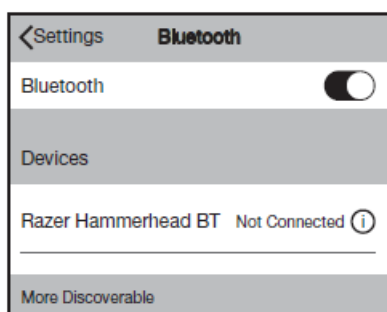 Settings Bluetooth
Bluetooth
Devices
Razer Hammerhead BT Not Connected i
More Discoverable